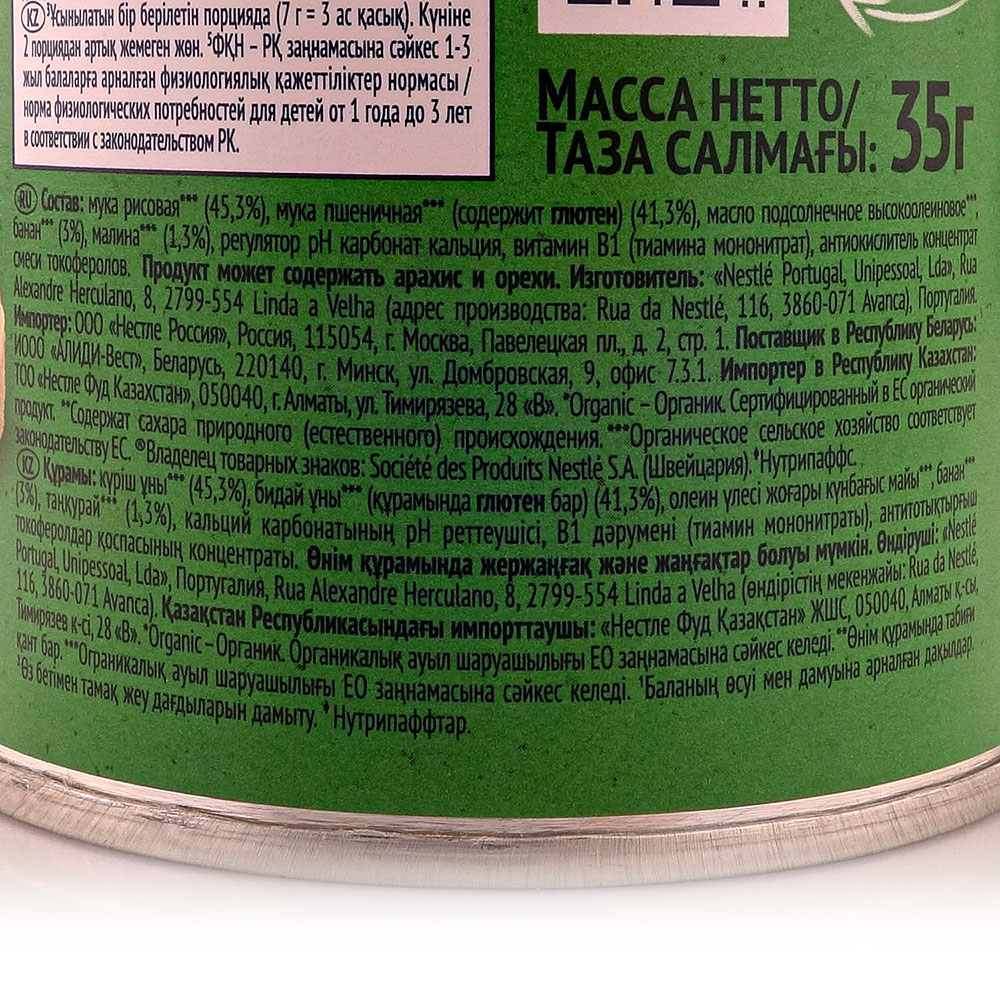 KZ ³Ұсынылатын бір берілетін порцияда (7 г = 3 ас қасық). Күніне
2 порциядан артық жемеген жөн. ⁵ФҚН – РҚ заңнамасына сәйкес 1-3
жыл балаларға арналған физиологиялық қажеттіліктер нормасы /
норма физиологических потребностей для детей от 1 года до 3 лет
в соответствии с законодательством РК.
МАССА НЕТТО/
ТАЗА САЛМАҒЫ: 35г
RU Состав: мука рисовая*** (45,3%), мука пшеничная*** (содержит глютен) (41,3%), масло подсолнечное высокоолеиновое***,
банан*** (3%), малина*** (1,3%), регулятор pH карбонат кальция, витамин В1 (тиамина мононитрат), антиокислитель концентрат
смеси токоферолов. Продукт может содержать арахис и орехи. Изготовитель: «Nestlé Portugal, Unipessoal, Lda», Rua
Alexandre Herculano, 8, 2799-554 Linda a Velha (адрес производства: Rua da Nestlé, 116, 3860-071 Avanca), Португалия.
Импортер: ООО «Нестле Россия», Россия, 115054, г. Москва, Павелецкая пл., д. 2, стр. 1. Поставщик в Республику Беларусь:
ИООО «АЛИДИ-Вест», Беларусь, 220140, г. Минск, ул. Домбровская, 9, офис 7.3.1. Импортер в Республику Казахстан:
ТОО «Нестле Фуд Казахстан», 050040, г. Алматы, ул. Тимирязева, 28 «В». *Organic – Органик. Сертифицированный в ЕС органический
продукт. **Содержат сахара природного (естественного) происхождения. ***Органическое сельское хозяйство соответствует
законодательству ЕС. ®Владелец товарных знаков: Société des Produits Nestlé S.A. (Швейцария). ǂНутрипаффс.
KZ Құрамы: күріш ұны*** (45,3%), бидай ұны*** (құрамында глютен бар) (41,3%), олеин үлесі жоғары күнбағыс майы***, банан***
(3%), таңқурай*** (1,3%), кальций карбонатының pH реттеушісі, В1 дәрумені (тиамин мононитраты), антитотықтырғыш
токоферолдар қоспасының концентраты. Өнім құрамында жержаңғақ және жаңғақтар болуы мүмкін. Өндіруші: «Nestlé
Portugal, Unipessoal, Lda», Португалия, Rua Alexandre Herculano, 8, 2799-554 Linda a Velha (өндірістің мекенжайы: Rua da Nestlé,
116, 3860-071 Avanca). Қазақстан Республикасындағы импорттаушы: «Нестле Фуд Қазақстан» ЖШС, 050040, Алматы қ-сы,
Тимирязев к-сі, 28 «В». *Organic – Органик. Органикалық ауыл шаруашылығы ЕО заңнамасына сәйкес келеді. **Өнім құрамында табиғи
қант бар. ***Ограникалық ауыл шаруашылығы ЕО заңнамасына сәйкес келеді. ¹Баланың өсуі мен дамуына арналған дақылдар.
²Өз бетімен тамақ жеу дағдыларын дамыту. ǂНутрипаффтар.